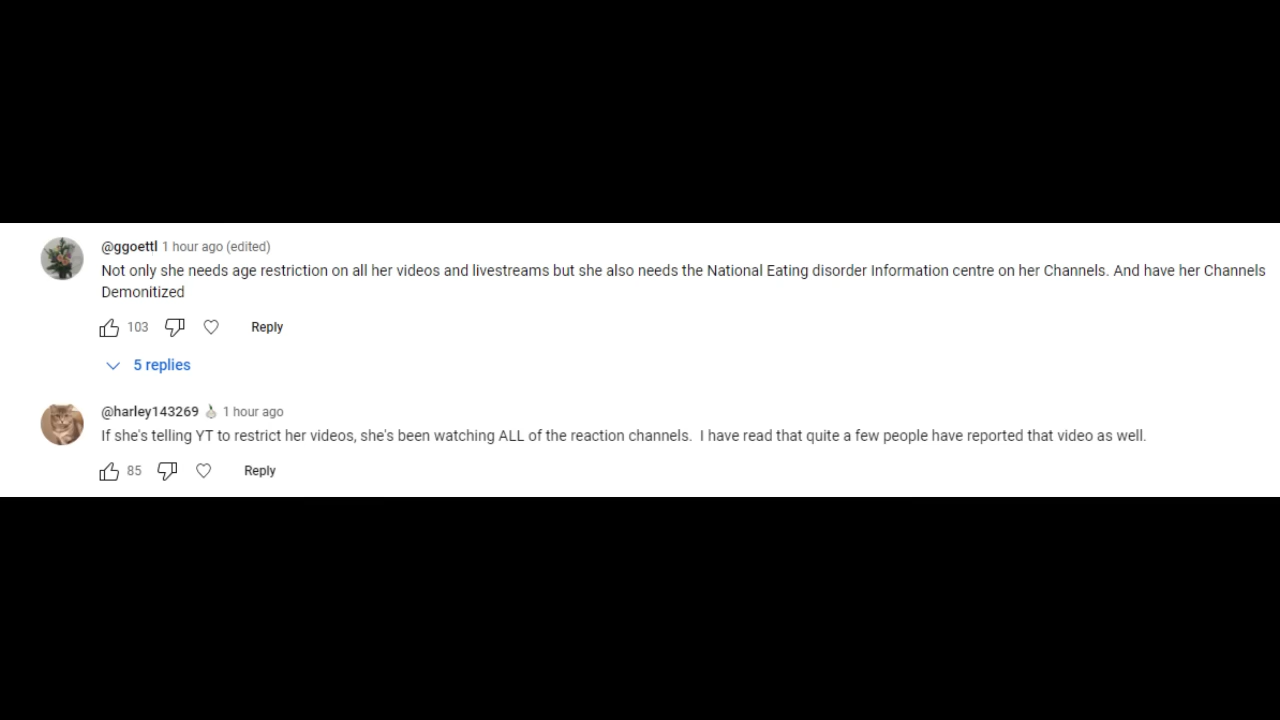 @ggoettl 1 hour ago (edited)
Not only she needs age restriction on all her videos and livestreams but she also needs the National Eating disorder Information centre on her Channels. And have her Channels
Demonitized
103 Reply
5 replies
@harley143269 1 hour ago
If she's telling YT to restrict her videos, she's been watching ALL of the reaction channels.  I have read that quite a few people have reported that video as well.
85 Reply